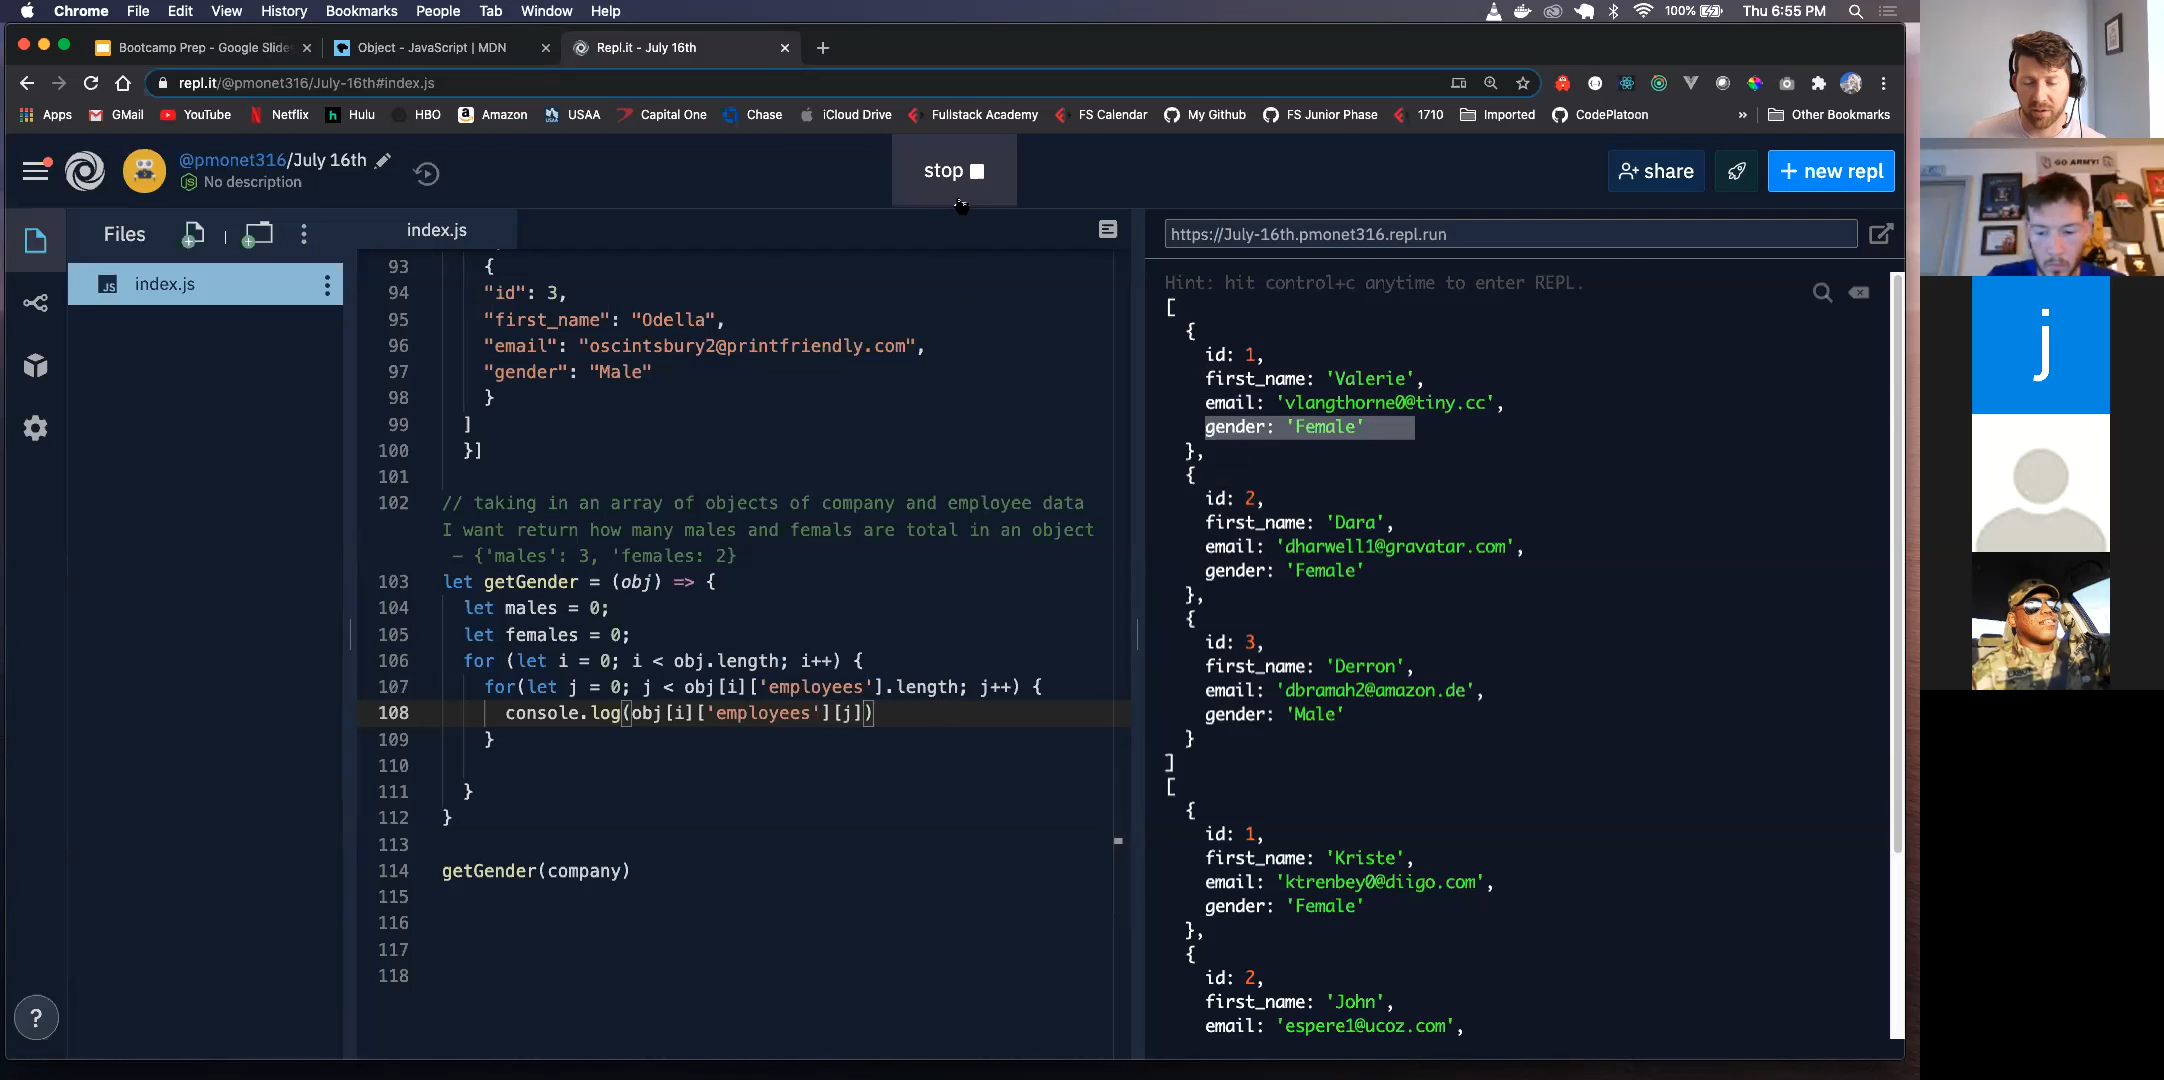 Chrome File Edit View History Bookmarks People Tab Window Help 100% Thu 6:55 PM
Bootcamp Prep - Google Slide Object - JavaScript | MDN Repl.it - July 16th
repl.it/@pmonet316/July-16th#index.js
Apps GMail YouTube Netflix Hulu HBO Amazon USAA Capital One Chase iCloud Drive Fullstack Academy FS Calendar My Github FS Junior Phase 1710 Imported CodePlatoon » Other Bookmarks
@pmonet316/July 16th
No description
stop
share
+ new repl
Files
index.js
index.js
93 {
94 "id": 3,
95 "first_name": "Odella",
96 "email": "oscintsbury2@printfriendly.com",
97 "gender": "Male"
98 }
99 ]
100 }]
101
102 // taking in an array of objects of company and employee data
I want return how many males and femals are total in an object
- {'males': 3, 'females: 2}
103 let getGender = (obj) => {
104 let males = 0;
105 let females = 0;
106 for (let i = 0; i < obj.length; i++) {
107 for(let j = 0; j < obj[i]['employees'].length; j++) {
108 console.log(obj[i]['employees'][j])
109 }
110
111 }
112 }
113
114 getGender(company)
115
116
117
118
?
https://July-16th.pmonet316.repl.run
Hint: hit control+c anytime to enter REPL.
[
{
id: 1,
first_name: 'Valerie',
email: 'vlangthorne0@tiny.cc',
gender: 'Female'
},
{
id: 2,
first_name: 'Dara',
email: 'dharwell1@gravatar.com',
gender: 'Female'
},
{
id: 3,
first_name: 'Derron',
email: 'dbramah2@amazon.de',
gender: 'Male'
}
]
[
{
id: 1,
first_name: 'Kriste',
email: 'ktrenbey0@diigo.com',
gender: 'Female'
},
{
id: 2,
first_name: 'John',
email: 'espere1@ucoz.com',
GO ARMY!
j